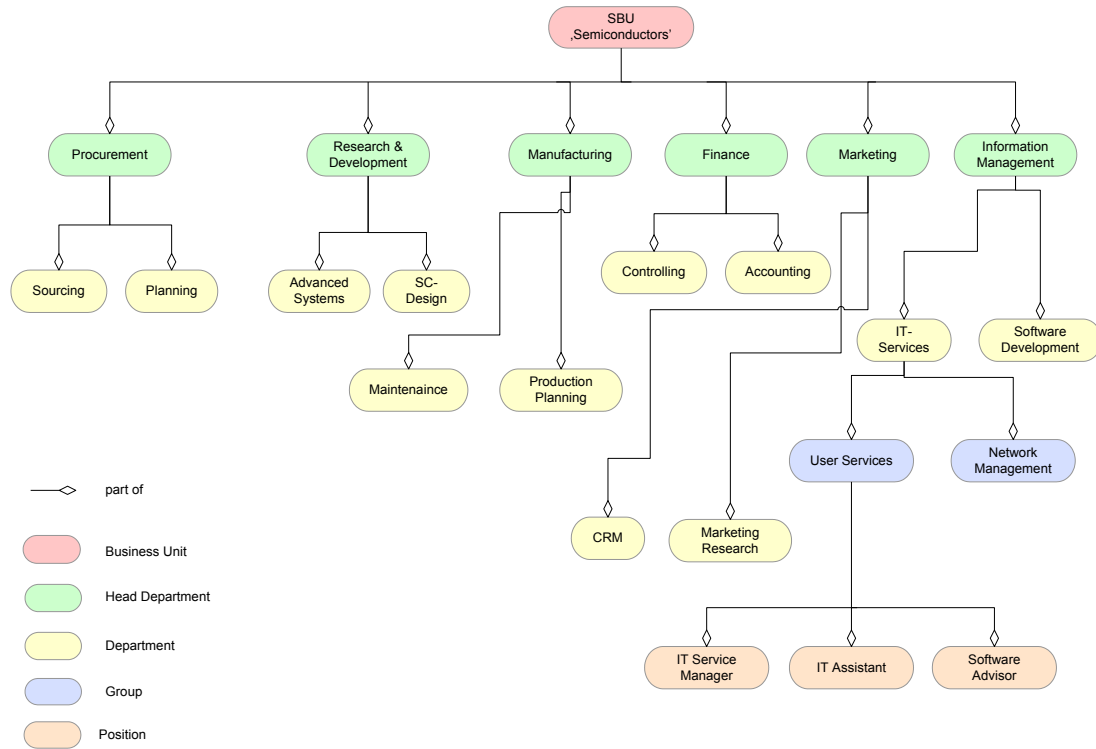 SBU
‚Semiconductors’
Procurement
Research &
Development
Manufacturing
Finance
Marketing
Information
Management
Sourcing
Planning
Advanced
Systems
SC-
Design
Controlling
Accounting
IT-
Services
Software
Development
Maintenaince
Production
Planning
User Services
Network
Management
CRM
Marketing
Research
IT Service
Manager
IT Assistant
Software
Advisor
part of
Business Unit
Head Department
Department
Group
Position